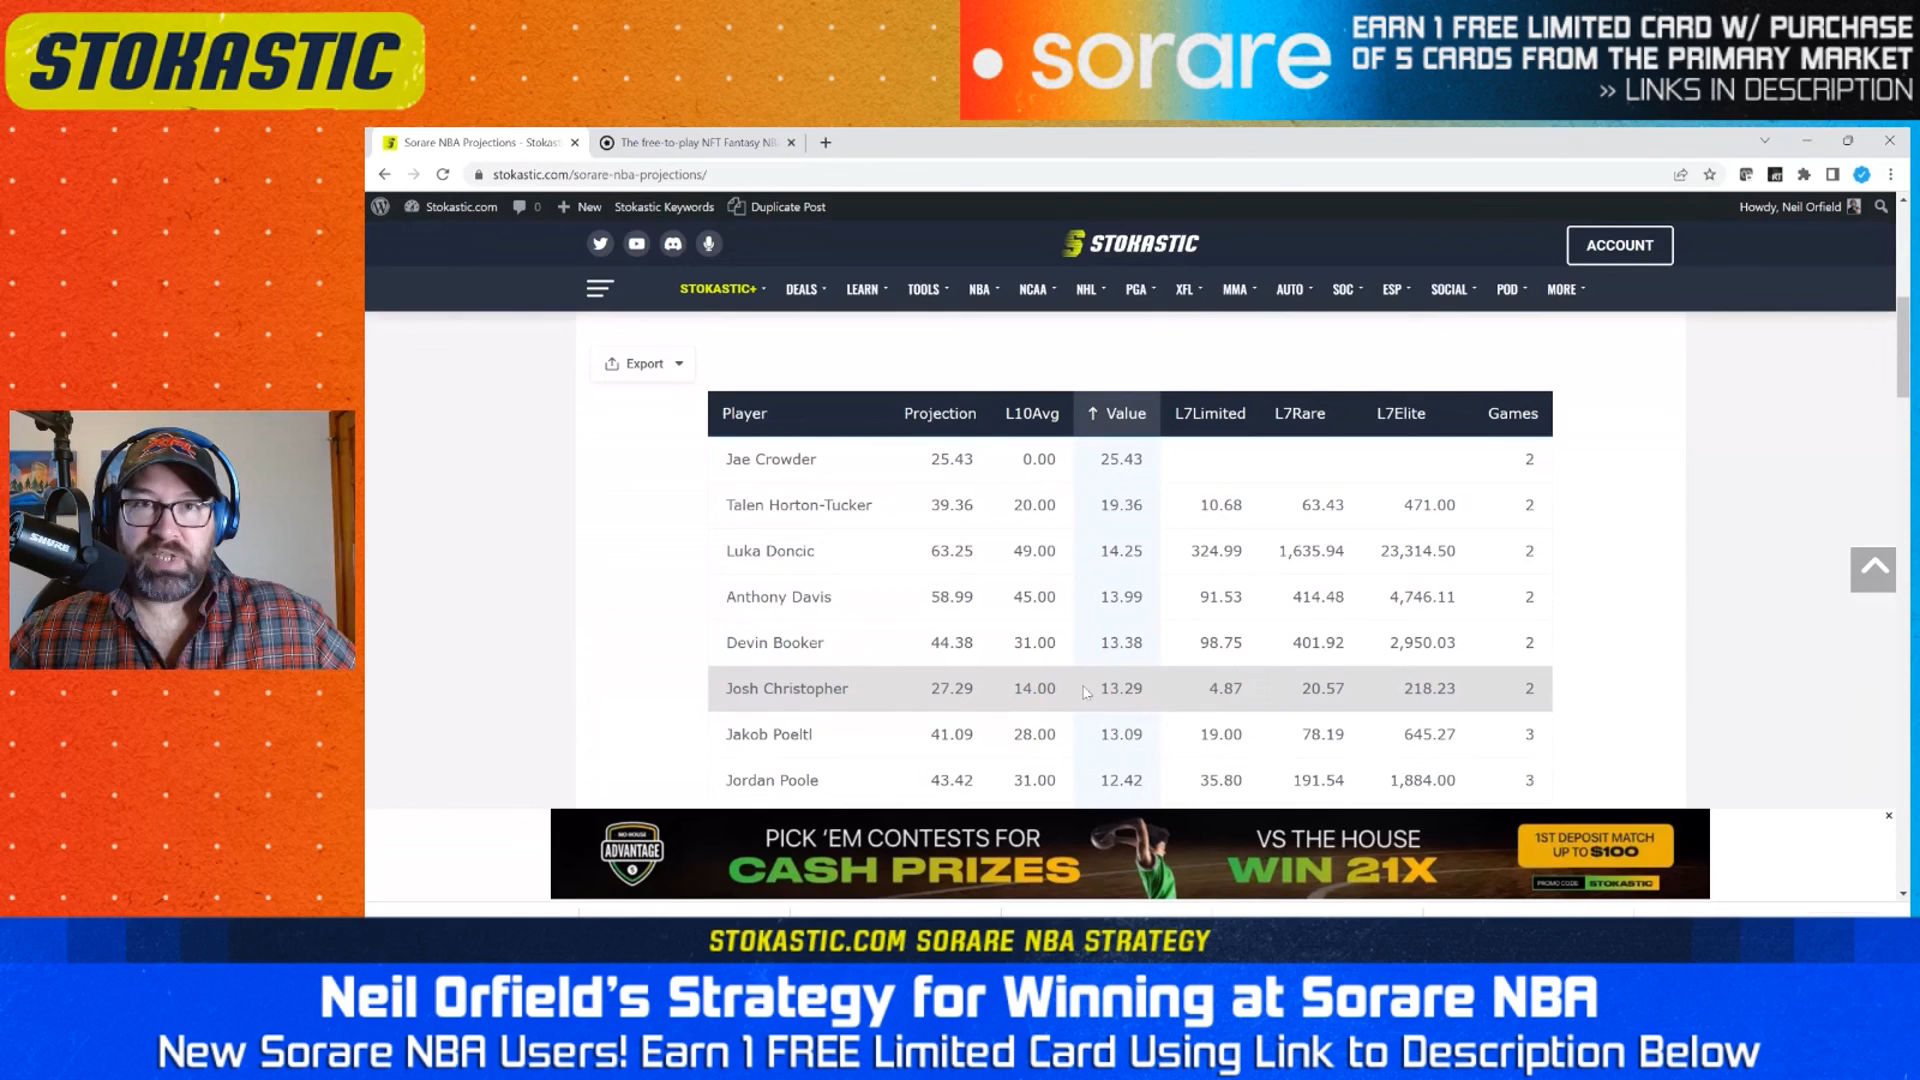 STOKASTIC
sorare
EARN 1 FREE LIMITED CARD W/ PURCHASE
OF 5 CARDS FROM THE PRIMARY MARKET
>> LINKS IN DESCRIPTION
Sorare NBA Projections - Stokast
The free-to-play NFT Fantasy NB
stokastic.com/sorare-nba-projections/
Stokastic.com 0 New Stokastic Keywords Duplicate Post Howdy, Neil Orfield
STOKASTIC
ACCOUNT
STOKASTIC+ DEALS LEARN TOOLS NBA NCAA NHL PGA XFL MMA AUTO SOC ESP SOCIAL POD MORE
Export
Player Projection L10Avg ↑ Value L7Limited L7Rare L7Elite Games
Jae Crowder 25.43 0.00 25.43 2
Talen Horton-Tucker 39.36 20.00 19.36 10.68 63.43 471.00 2
Luka Doncic 63.25 49.00 14.25 324.99 1,635.94 23,314.50 2
Anthony Davis 58.99 45.00 13.99 91.53 414.48 4,746.11 2
Devin Booker 44.38 31.00 13.38 98.75 401.92 2,950.03 2
Josh Christopher 27.29 14.00 13.29 4.87 20.57 218.23 2
Jakob Poeltl 41.09 28.00 13.09 19.00 78.19 645.27 3
Jordan Poole 43.42 31.00 12.42 35.80 191.54 1,884.00 3
SHURE
NO HOUSE
ADVANTAGE
PICK 'EM CONTESTS FOR
CASH PRIZES
VS THE HOUSE
WIN 21X
1ST DEPOSIT MATCH
UP TO $100
PROMO CODE STOKASTIC
STOKASTIC.COM SORARE NBA STRATEGY
Neil Orfield's Strategy for Winning at Sorare NBA
New Sorare NBA Users! Earn 1 FREE Limited Card Using Link to Description Below